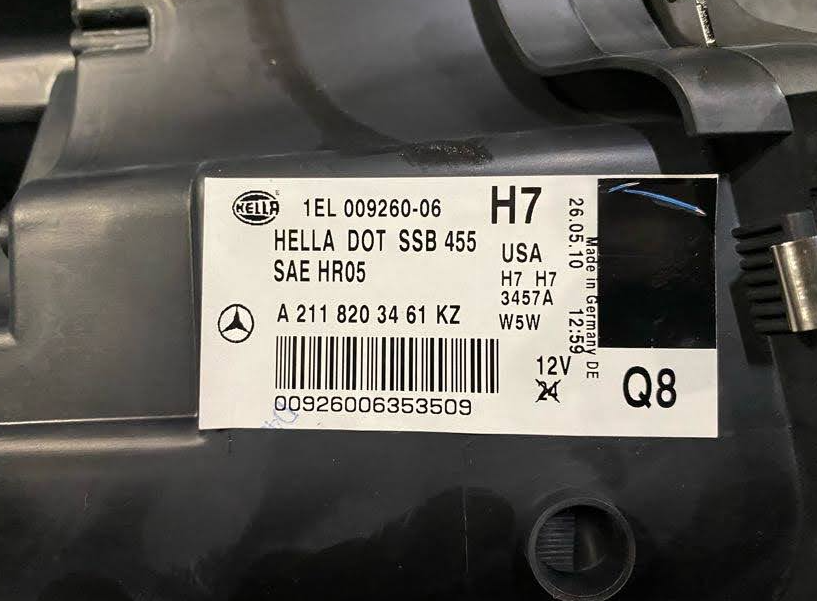 HELLA
1EL 009260-06
HELLA DOT SSB 455
SAE HR05
A 211 820 34 61 KZ
00926006353509
H7
USA
H7 H7
3457A
W5W
12V
24
26.05.10 12:59
Made in Germany DE
Q8